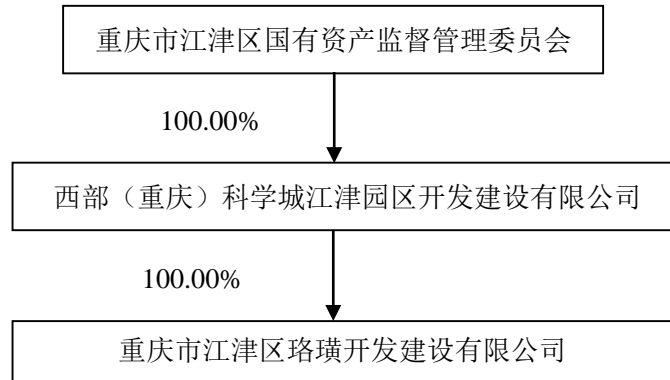 重庆市江津区国有资产监督管理委员会
100.00%
西部（重庆）科学城江津园区开发建设有限公司
100.00%
重庆市江津区珞璜开发建设有限公司